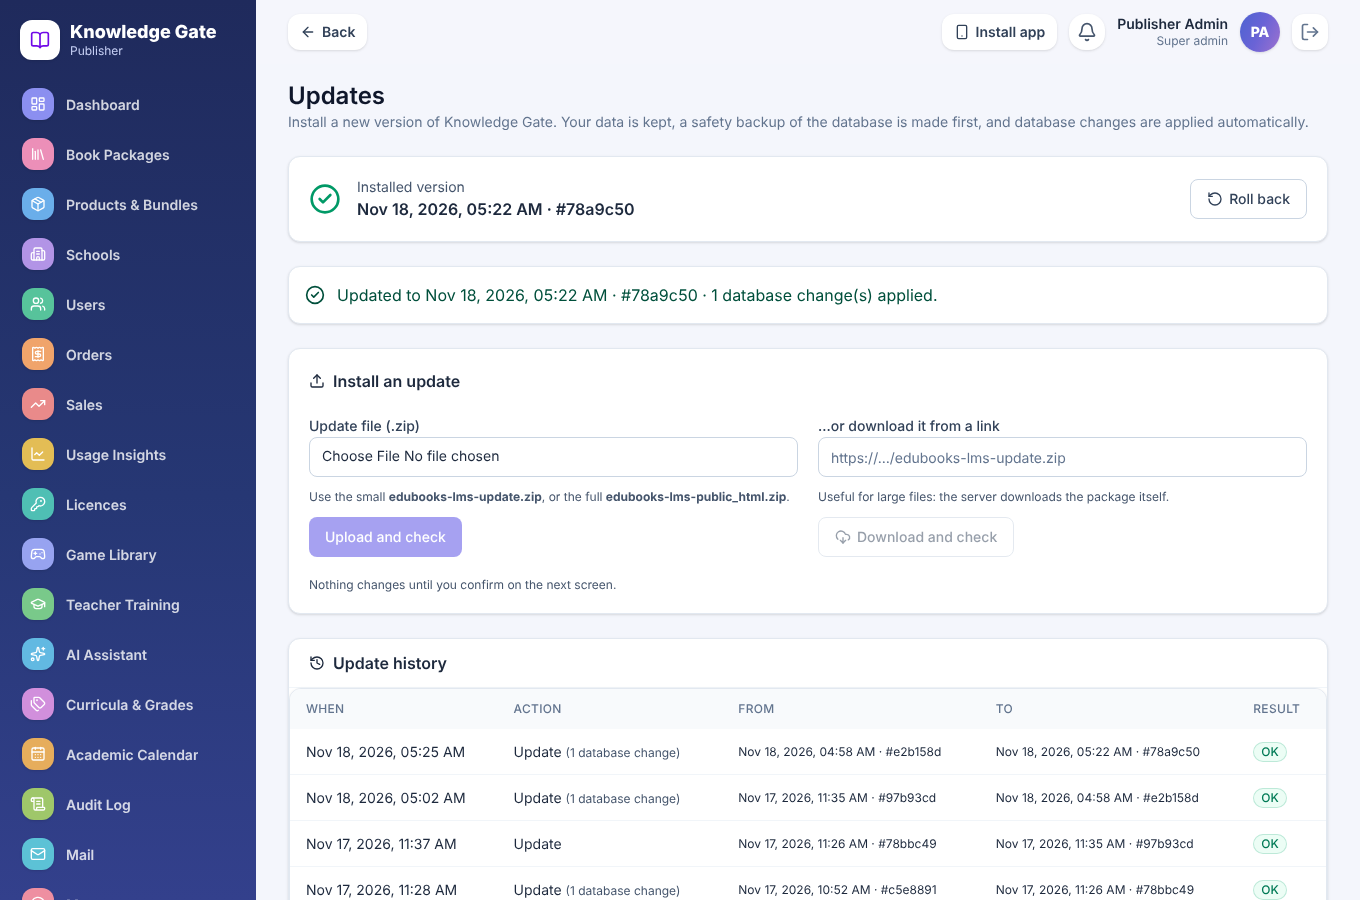 Knowledge Gate
Publisher
Dashboard
Book Packages
Products & Bundles
Schools
Users
Orders
Sales
Usage Insights
Licences
Game Library
Teacher Training
AI Assistant
Curricula & Grades
Academic Calendar
Audit Log
Mail
Back
Install app
Publisher Admin
Super admin
PA
Updates
Install a new version of Knowledge Gate. Your data is kept, a safety backup of the database is made first, and database changes are applied automatically.
Installed version
Nov 18, 2026, 05:22 AM · #78a9c50
Roll back
Updated to Nov 18, 2026, 05:22 AM · #78a9c50 · 1 database change(s) applied.
Install an update
Update file (.zip)
Choose File No file chosen
Use the small edubooks-lms-update.zip, or the full edubooks-lms-public_html.zip.
Upload and check
...or download it from a link
https://.../edubooks-lms-update.zip
Useful for large files: the server downloads the package itself.
Download and check
Nothing changes until you confirm on the next screen.
Update history
WHEN ACTION FROM TO RESULT
Nov 18, 2026, 05:25 AM Update (1 database change) Nov 18, 2026, 04:58 AM · #e2b158d Nov 18, 2026, 05:22 AM · #78a9c50 OK
Nov 18, 2026, 05:02 AM Update (1 database change) Nov 17, 2026, 11:35 AM · #97b93cd Nov 18, 2026, 04:58 AM · #e2b158d OK
Nov 17, 2026, 11:37 AM Update Nov 17, 2026, 11:26 AM · #78bbc49 Nov 17, 2026, 11:35 AM · #97b93cd OK
Nov 17, 2026, 11:28 AM Update (1 database change) Nov 17, 2026, 10:52 AM · #c5e8891 Nov 17, 2026, 11:26 AM · #78bbc49 OK